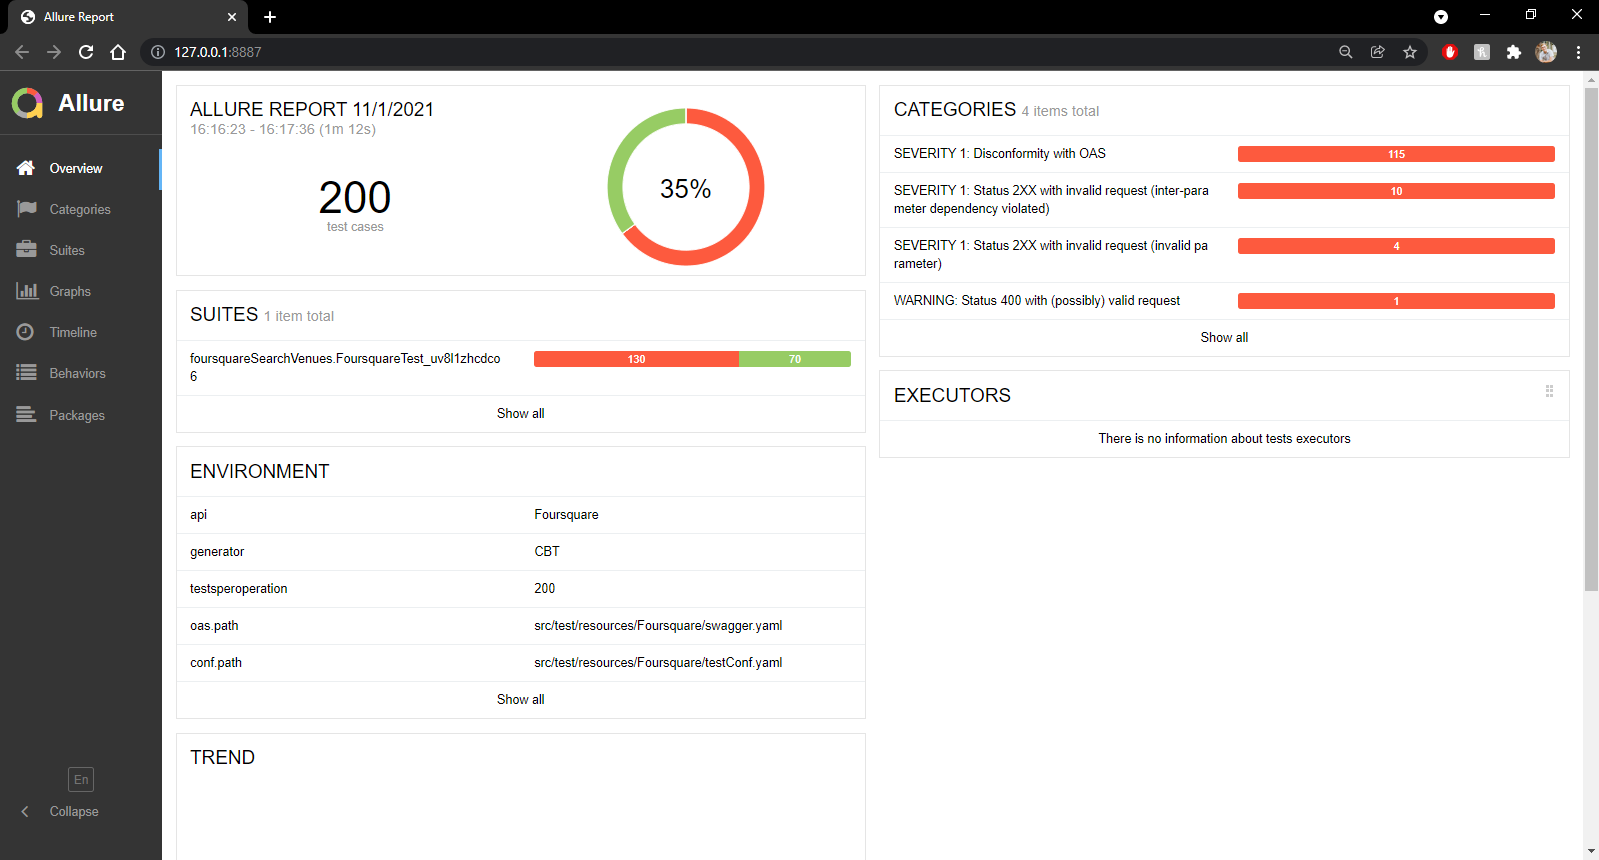 Allure Report
127.0.0.1:8887
Allure
Overview
Categories
Suites
Graphs
Timeline
Behaviors
Packages
En
Collapse
ALLURE REPORT 11/1/2021
16:16:23 - 16:17:36 (1m 12s)
200
test cases
35%
SUITES 1 item total
foursquareSearchVenues.FoursquareTest_uv8l1zhcdco
6
130 70
Show all
ENVIRONMENT
api Foursquare
generator CBT
testsperoperation 200
oas.path src/test/resources/Foursquare/swagger.yaml
conf.path src/test/resources/Foursquare/testConf.yaml
Show all
TREND
CATEGORIES 4 items total
SEVERITY 1: Disconformity with OAS 115
SEVERITY 1: Status 2XX with invalid request (inter-para 10
meter dependency violated)
SEVERITY 1: Status 2XX with invalid request (invalid pa 4
rameter)
WARNING: Status 400 with (possibly) valid request 1
Show all
EXECUTORS
There is no information about tests executors